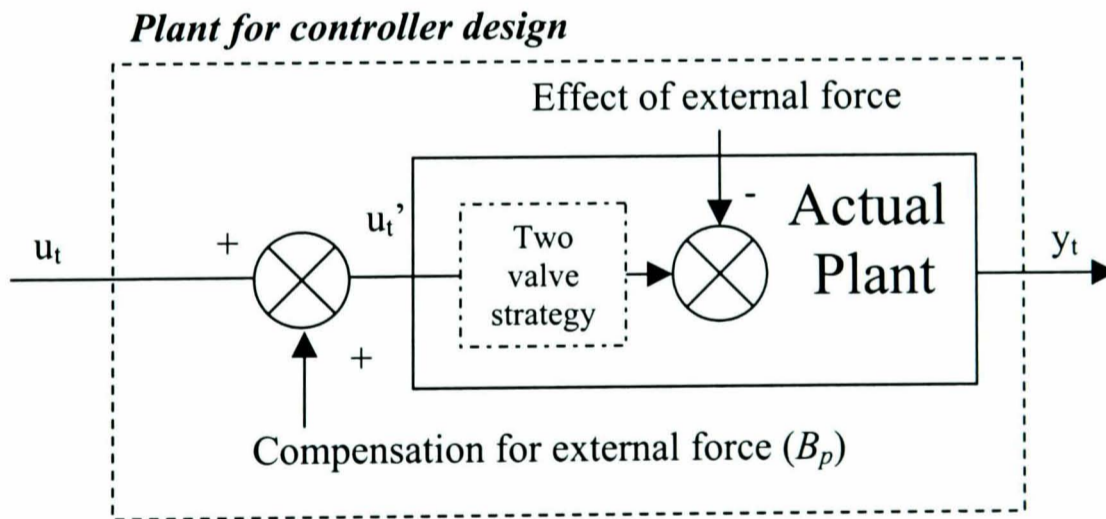 Plant for controller design
Effect of external force
-
Actual
Plant
u_t
+
u_t’
Two
valve
strategy
y_t
+
Compensation for external force (B_p)